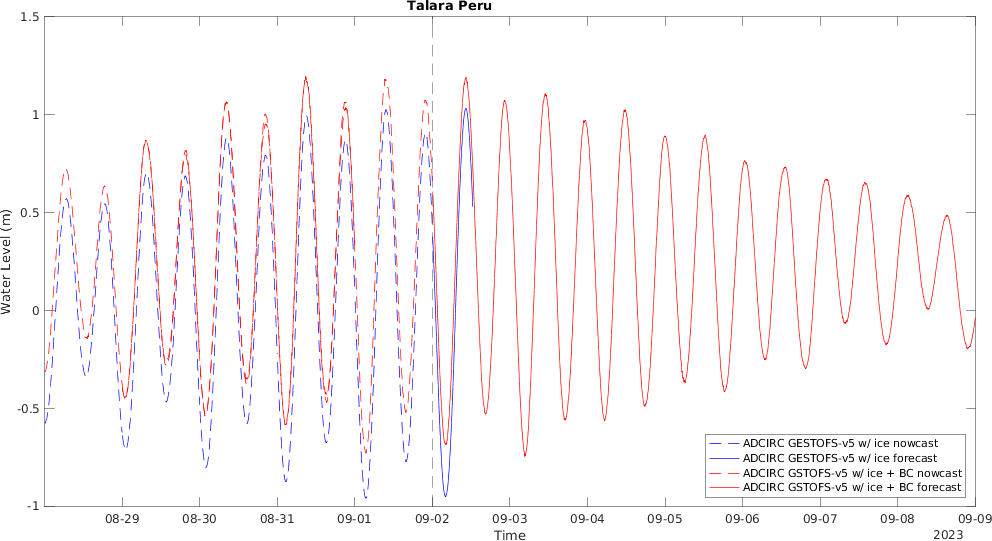 Talara Peru
Water Level (m)
1.5
1
0.5
0
-0.5
-1
ADCIRC GESTOFS-v5 w/ ice nowcast
ADCIRC GESTOFS-v5 w/ ice forecast
ADCIRC GSTOFS-v5 w/ ice + BC nowcast
ADCIRC GSTOFS-v5 w/ ice + BC forecast
08-29 08-30 08-31 09-01 09-02 09-03 09-04 09-05 09-06 09-07 09-08 09-09
Time
2023